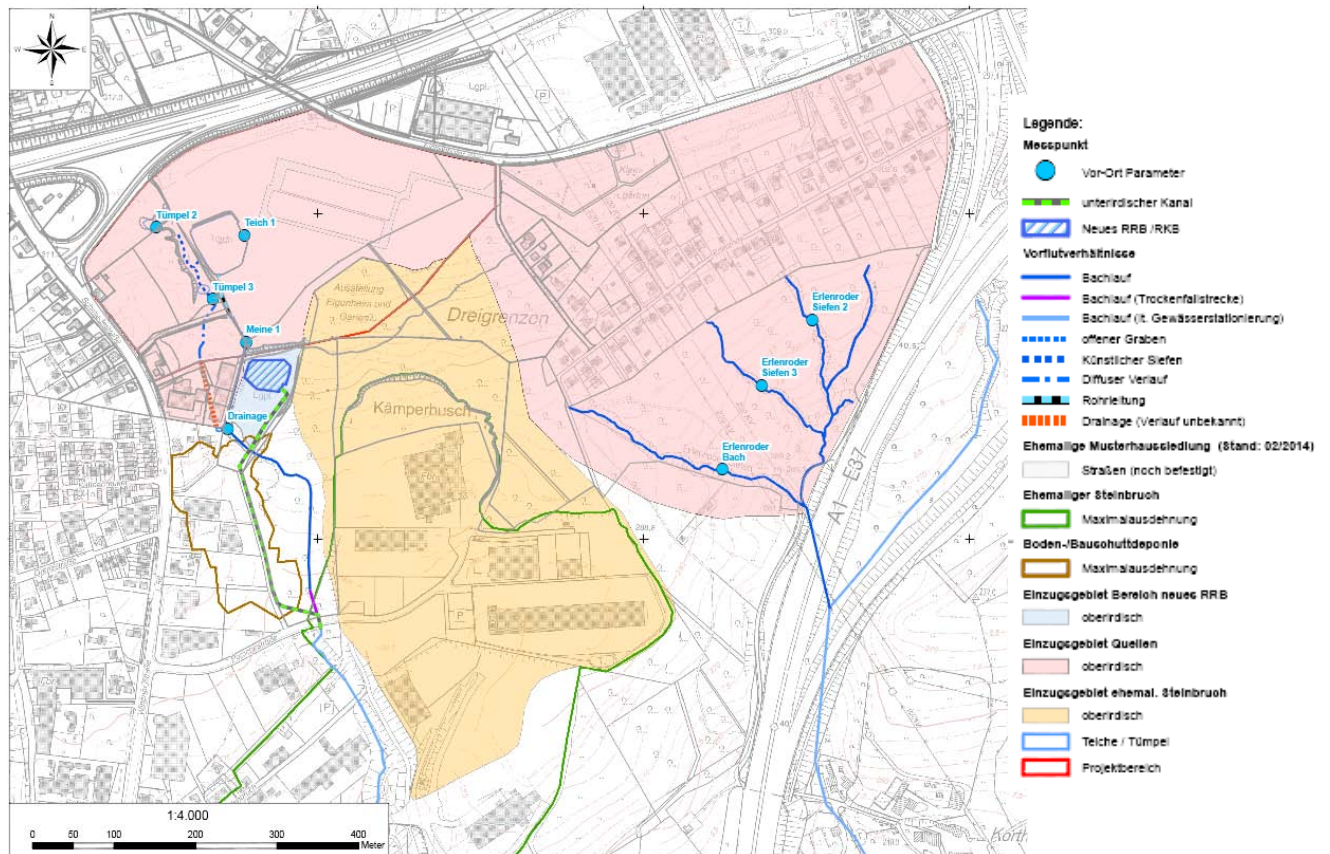 N
W
E
S
Tümpel 2
Teich 1
Tümpel 3
Meine 1
Drainage
Ausstellung
Eigenheim und
Dreigrenzen
Kämperbusch
Erlenroder
Siefen 2
Erlenroder
Siefen 3
Erlenroder
Bach
A1 — E37
1:4.000
0 50 100 200 300 400
Meter
Legende:
Messpunkt
Vor-Ort Parameter
unterirdischer Kanal
Neues RRB /RKB
Vorflutverhältnisse
Bachlauf
Bachlauf (Trockenfallstrecke)
Bachlauf (lt. Gewässerstationierung)
offener Graben
Künstlicher Siefen
Diffuser Verlauf
Rohrleitung
Drainage (Verlauf unbekannt)
Ehemalige Musterhaussiedlung (Stand: 02/2014)
Straßen (noch befestigt)
Ehemaliger Steinbruch
Maximalausdehnung
Boden-/Bauschuttdeponie
Maximalausdehnung
Einzugsgebiet Bereich neues RRB
oberirdisch
Einzugsgebiet Quellen
oberirdisch
Einzugsgebiet ehemal. Steinbruch
oberirdisch
Teiche / Tümpel
Projektbereich